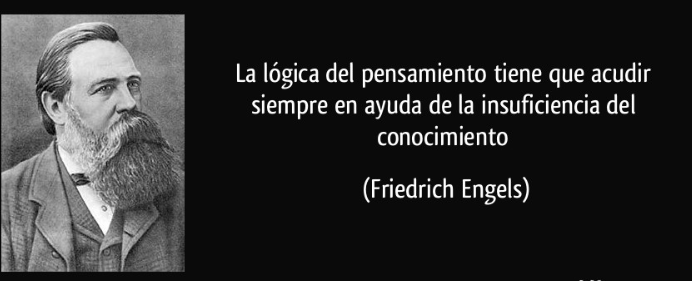 La lógica del pensamiento tiene que acudir
siempre en ayuda de la insuficiencia del
conocimiento
(Friedrich Engels)